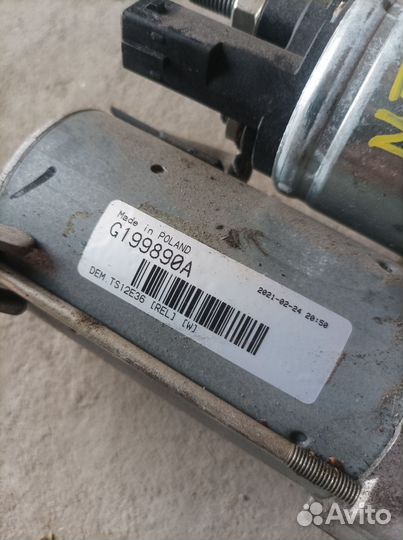 Made in POLAND
G199890A
2021-02-24 20:50
DEM.TS12E36 [REL] [W]
Avito